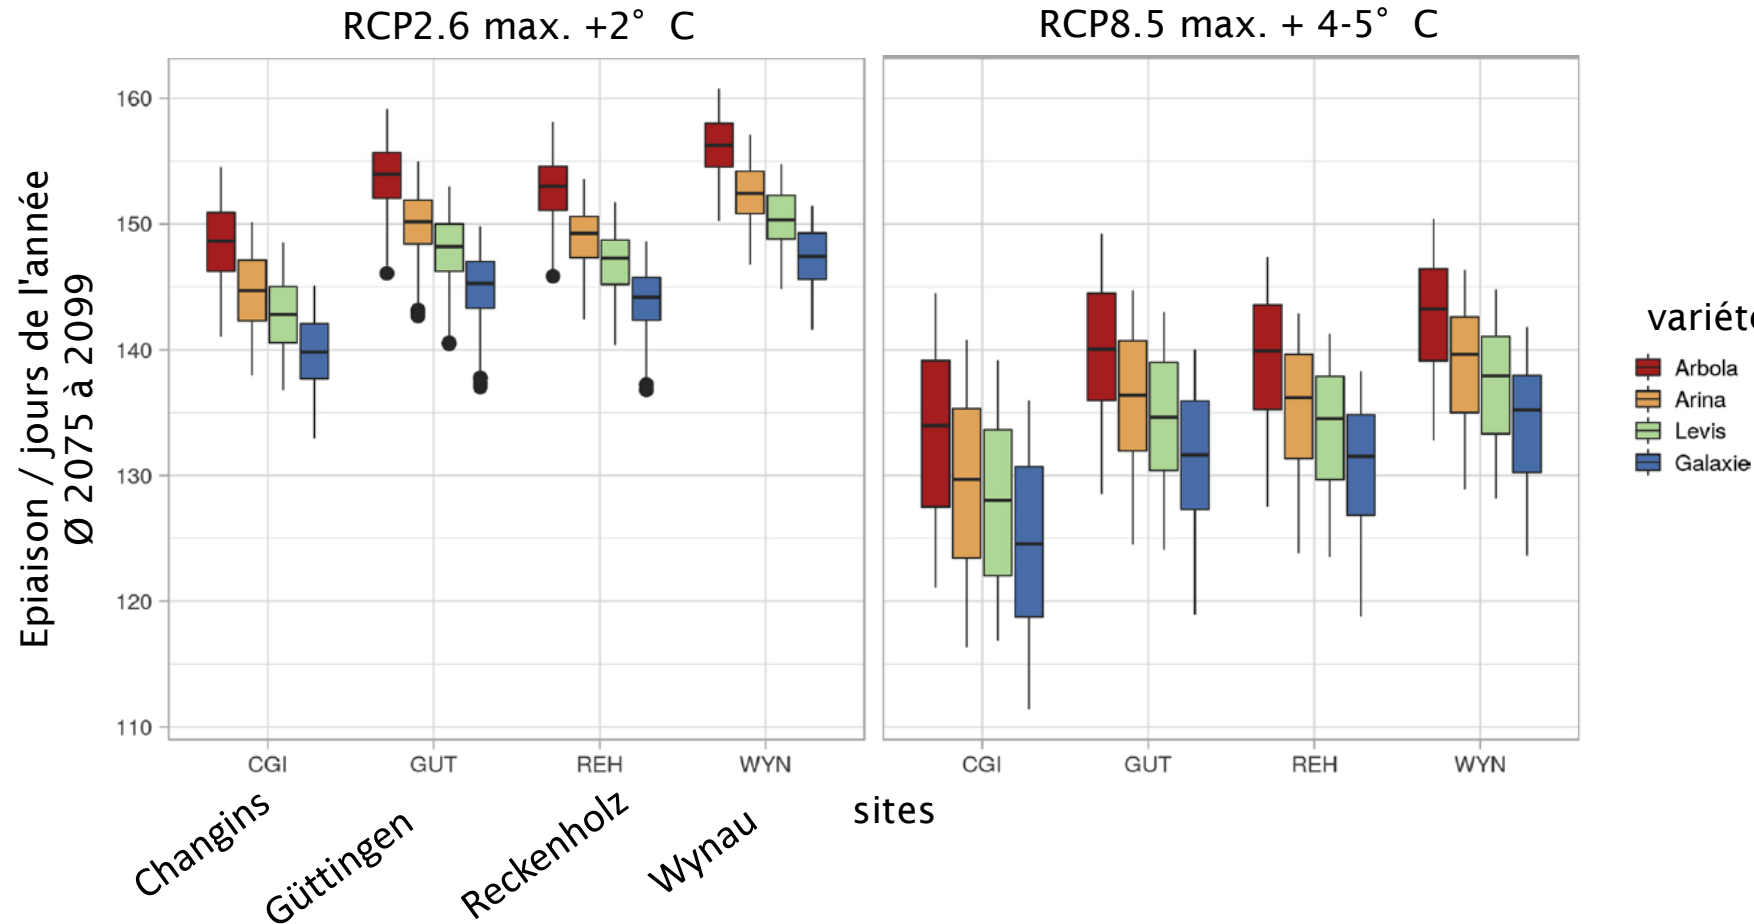 RCP2.6 max. +2° C
RCP8.5 max. + 4-5° C
Epiaison / jours de l'année
Ø 2075 à 2099
160
150
140
130
120
110
CGI
GUT
REH
WYN
CGI
GUT
REH
WYN
Changins
Güttingen
Reckenholz
Wynau
sites
variété
Arbola
Arina
Levis
Galaxie